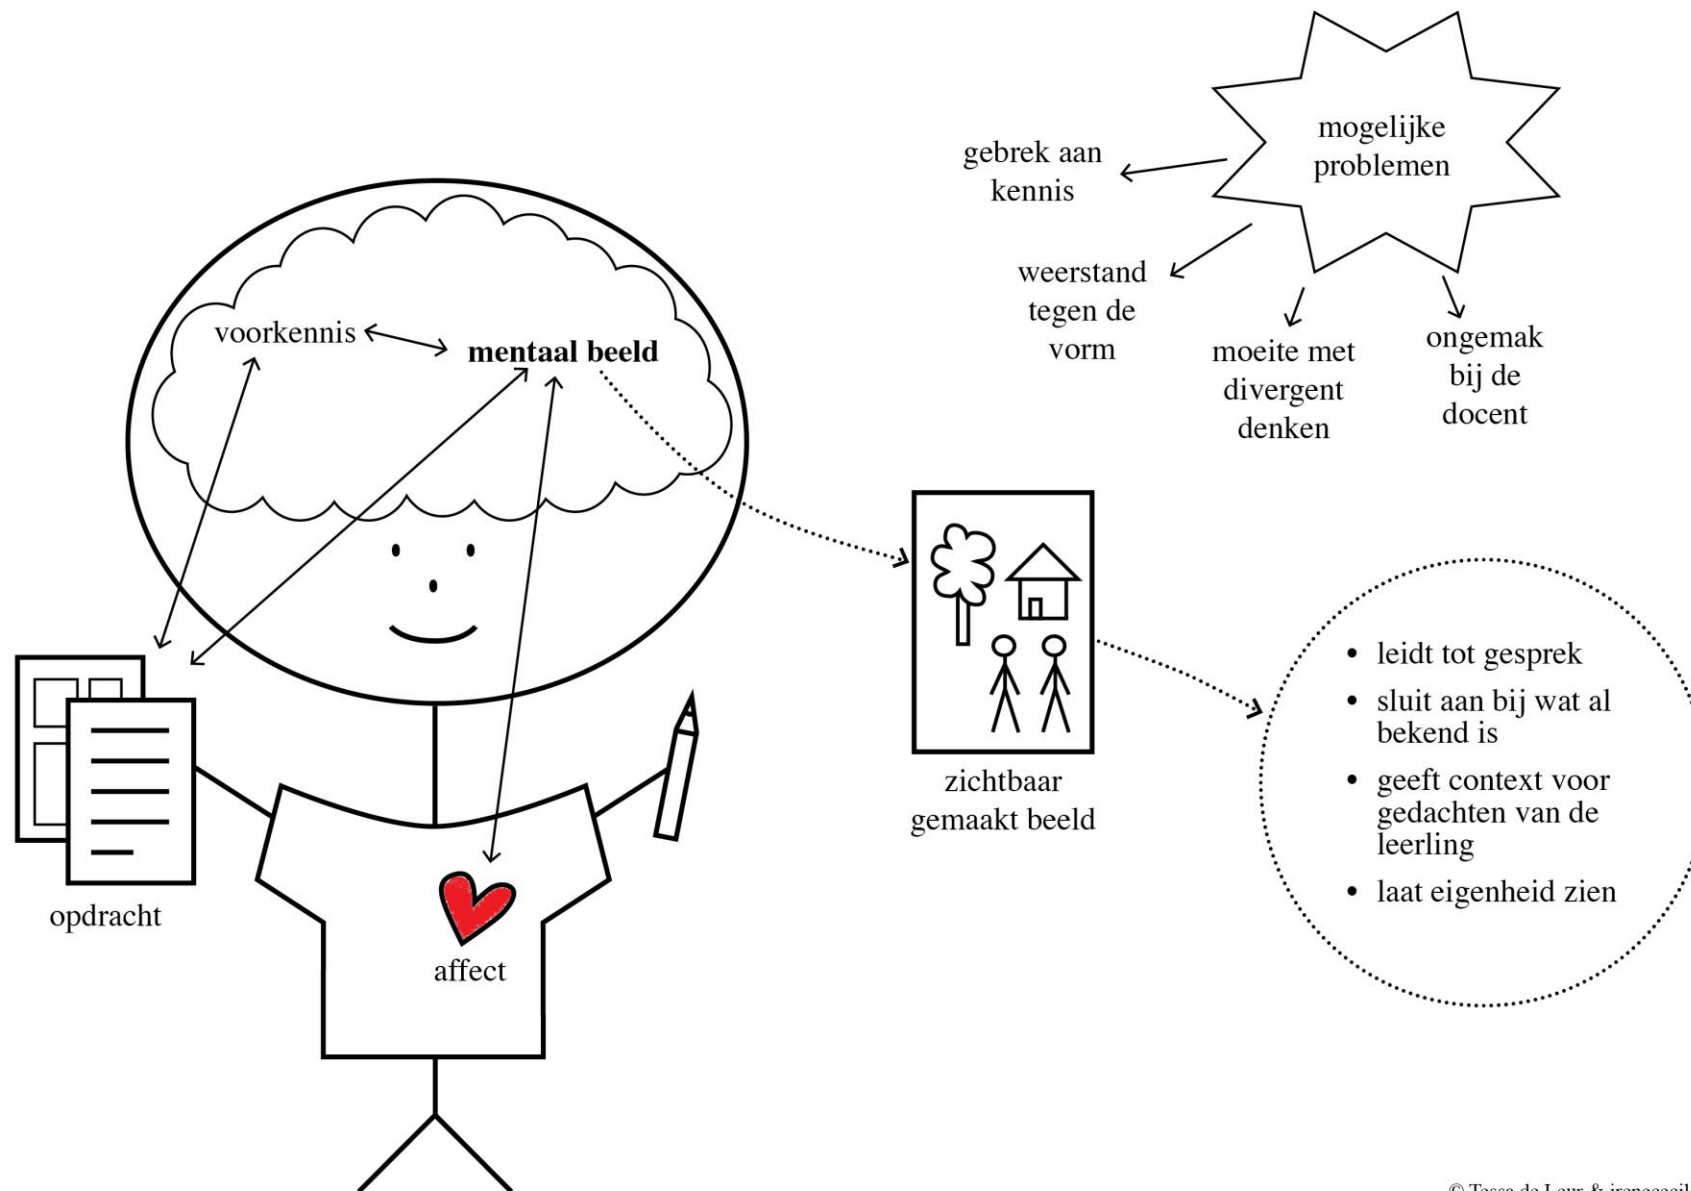 mogelijke
problemen
gebrek aan
kennis
weerstand
tegen de
vorm
moeite met
divergent
denken
ongemak
bij de
docent
voorkennis
mentaal beeld
opdracht
affect
zichtbaar
gemaakt beeld
• leidt tot gesprek
• sluit aan bij wat al
bekend is
• geeft context voor
gedachten van de
leerling
• laat eigenheid zien
© Tessa de Leur &